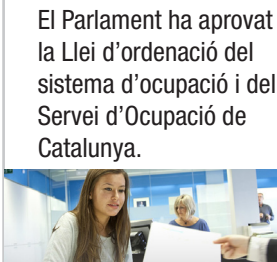 El Parlament ha aprovat
la Llei d’ordenació del
sistema d’ocupació i del
Servei d’Ocupació de
Catalunya.